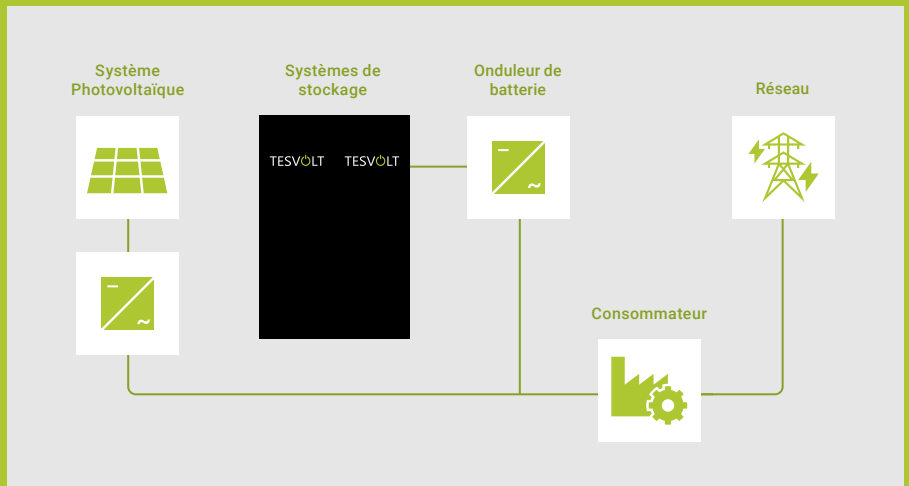 Système
Photovoltaïque
Systèmes de
stockage
Onduleur de
batterie
Réseau
TESVOLT TESVOLT
Consommateur